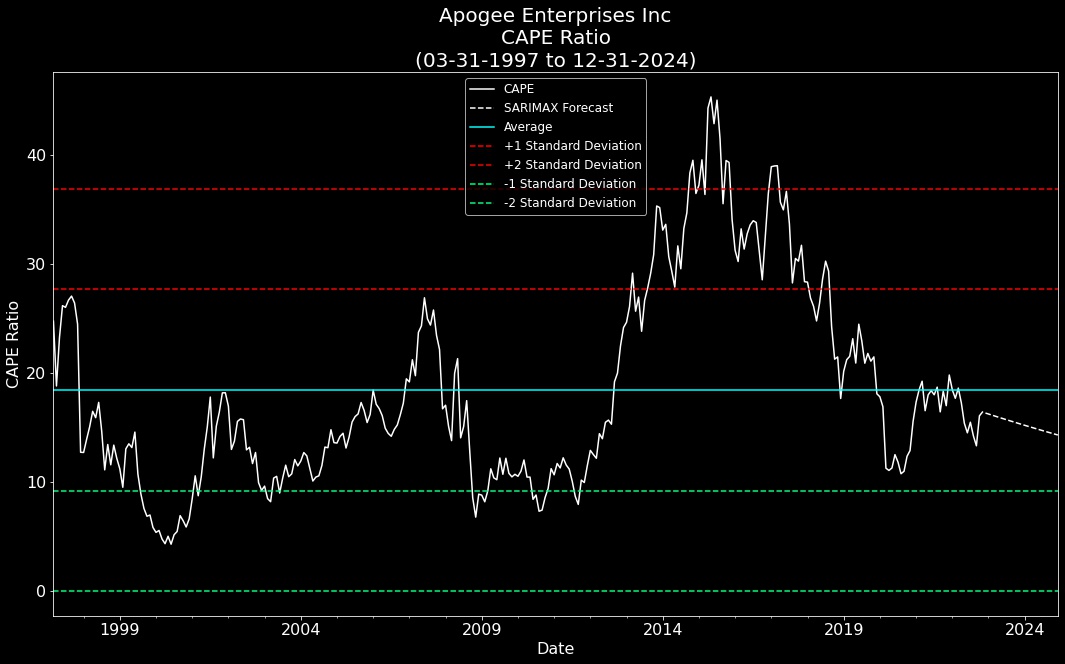 Apogee Enterprises Inc
CAPE Ratio
(03-31-1997 to 12-31-2024)
CAPE
SARIMAX Forecast
Average
+1 Standard Deviation
+2 Standard Deviation
-1 Standard Deviation
-2 Standard Deviation
CAPE Ratio
40
30
20
10
0
1999 2004 2009 2014 2019 2024
Date